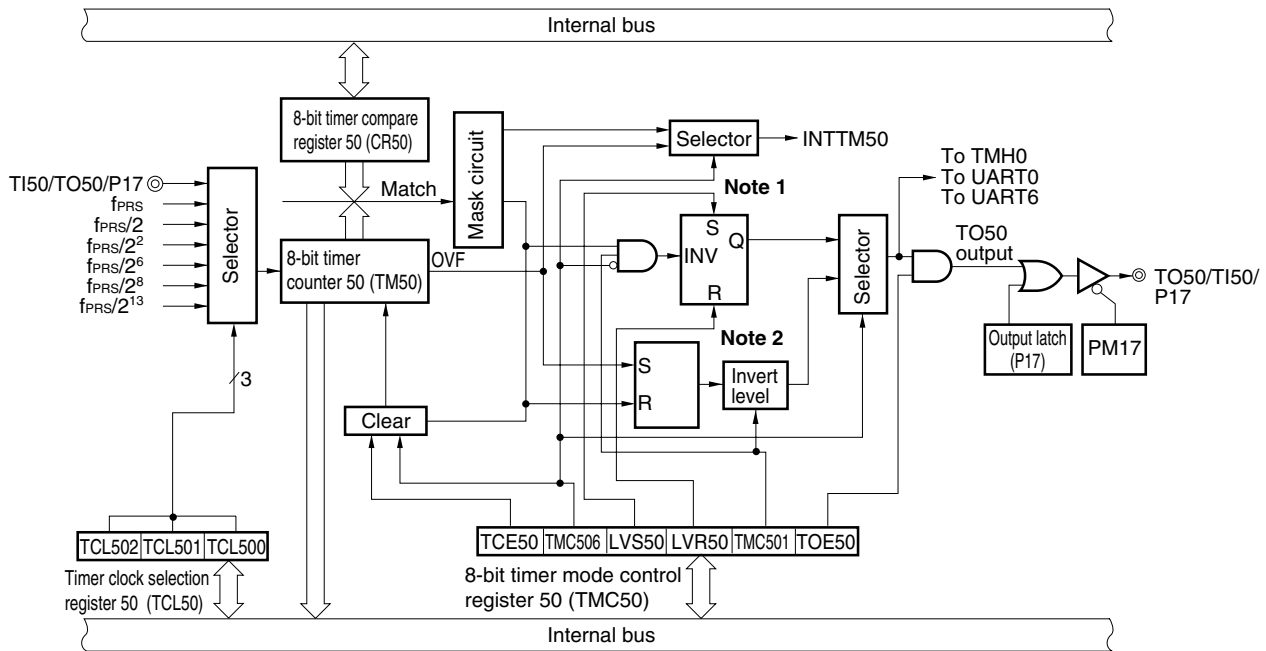 Internal bus
8-bit timer compare
register 50 (CR50)
Mask circuit
Selector
INTTM50
To TMH0
To UART0
To UART6
TI50/TO50/P17
Match
Note 1
fPRS
fPRS/2
fPRS/2²
fPRS/2⁶
fPRS/2⁸
fPRS/2¹³
Selector
8-bit timer
counter 50 (TM50)
OVF
S
Q
INV
R
Selector
TO50
output
TO50/TI50/
P17
Note 2
Output latch
(P17)
PM17
S
R
Invert
level
3
Clear
TCL502
TCL501
TCL500
TCE50
TMC506
LVS50
LVR50
TMC501
TOE50
Timer clock selection
register 50 (TCL50)
8-bit timer mode control
register 50 (TMC50)
Internal bus